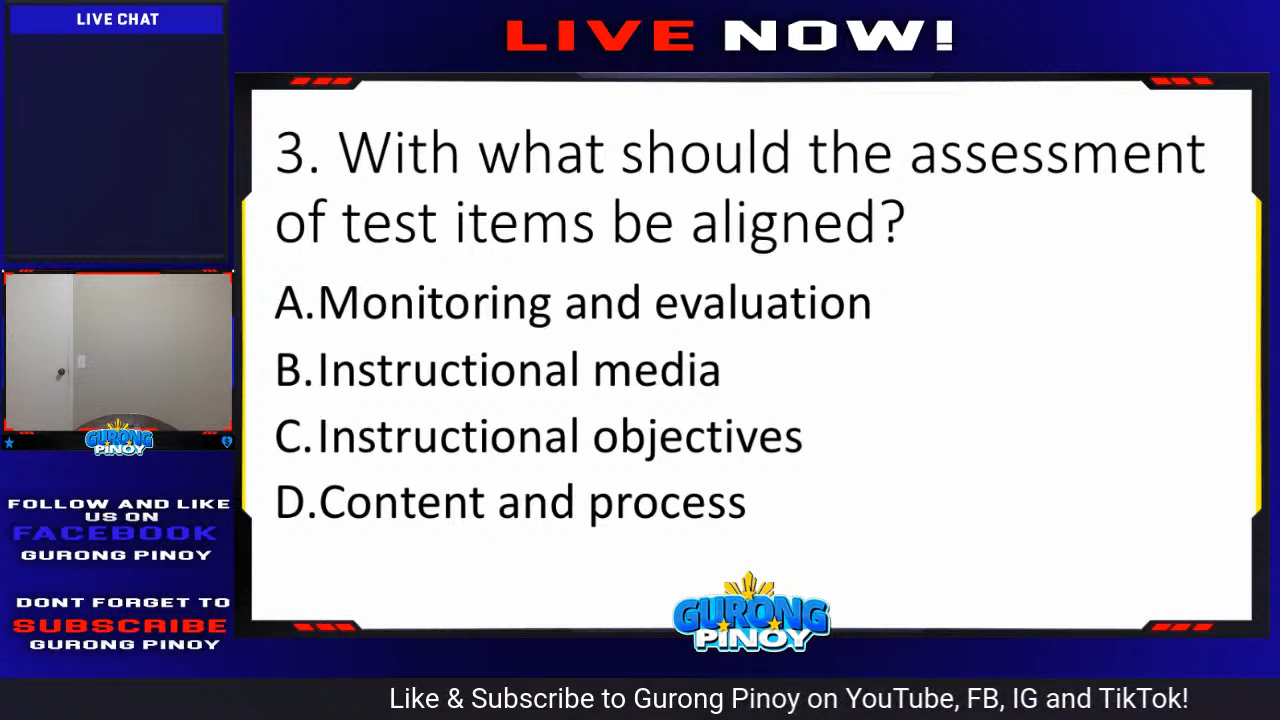 LIVE CHAT
LIVE NOW!
3. With what should the assessment
of test items be aligned?
A.Monitoring and evaluation
B.Instructional media
C.Instructional objectives
D.Content and process
GURONG
PINOY
FOLLOW AND LIKE
US ON
FACEBOOK
GURONG PINOY
DONT FORGET TO
SUBSCRIBE
GURONG PINOY
GURONG
PINOY
Like & Subscribe to Gurong Pinoy on YouTube, FB, IG and TikTok!